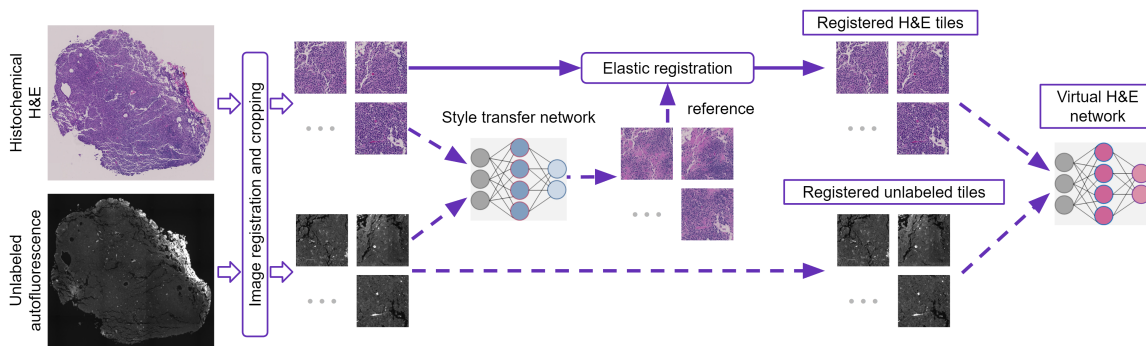 Histochemical
H&E
Unlabeled
autofluorescence
Image registration and cropping
Style transfer network
Elastic registration
reference
Registered H&E tiles
Registered unlabeled tiles
Virtual H&E
network